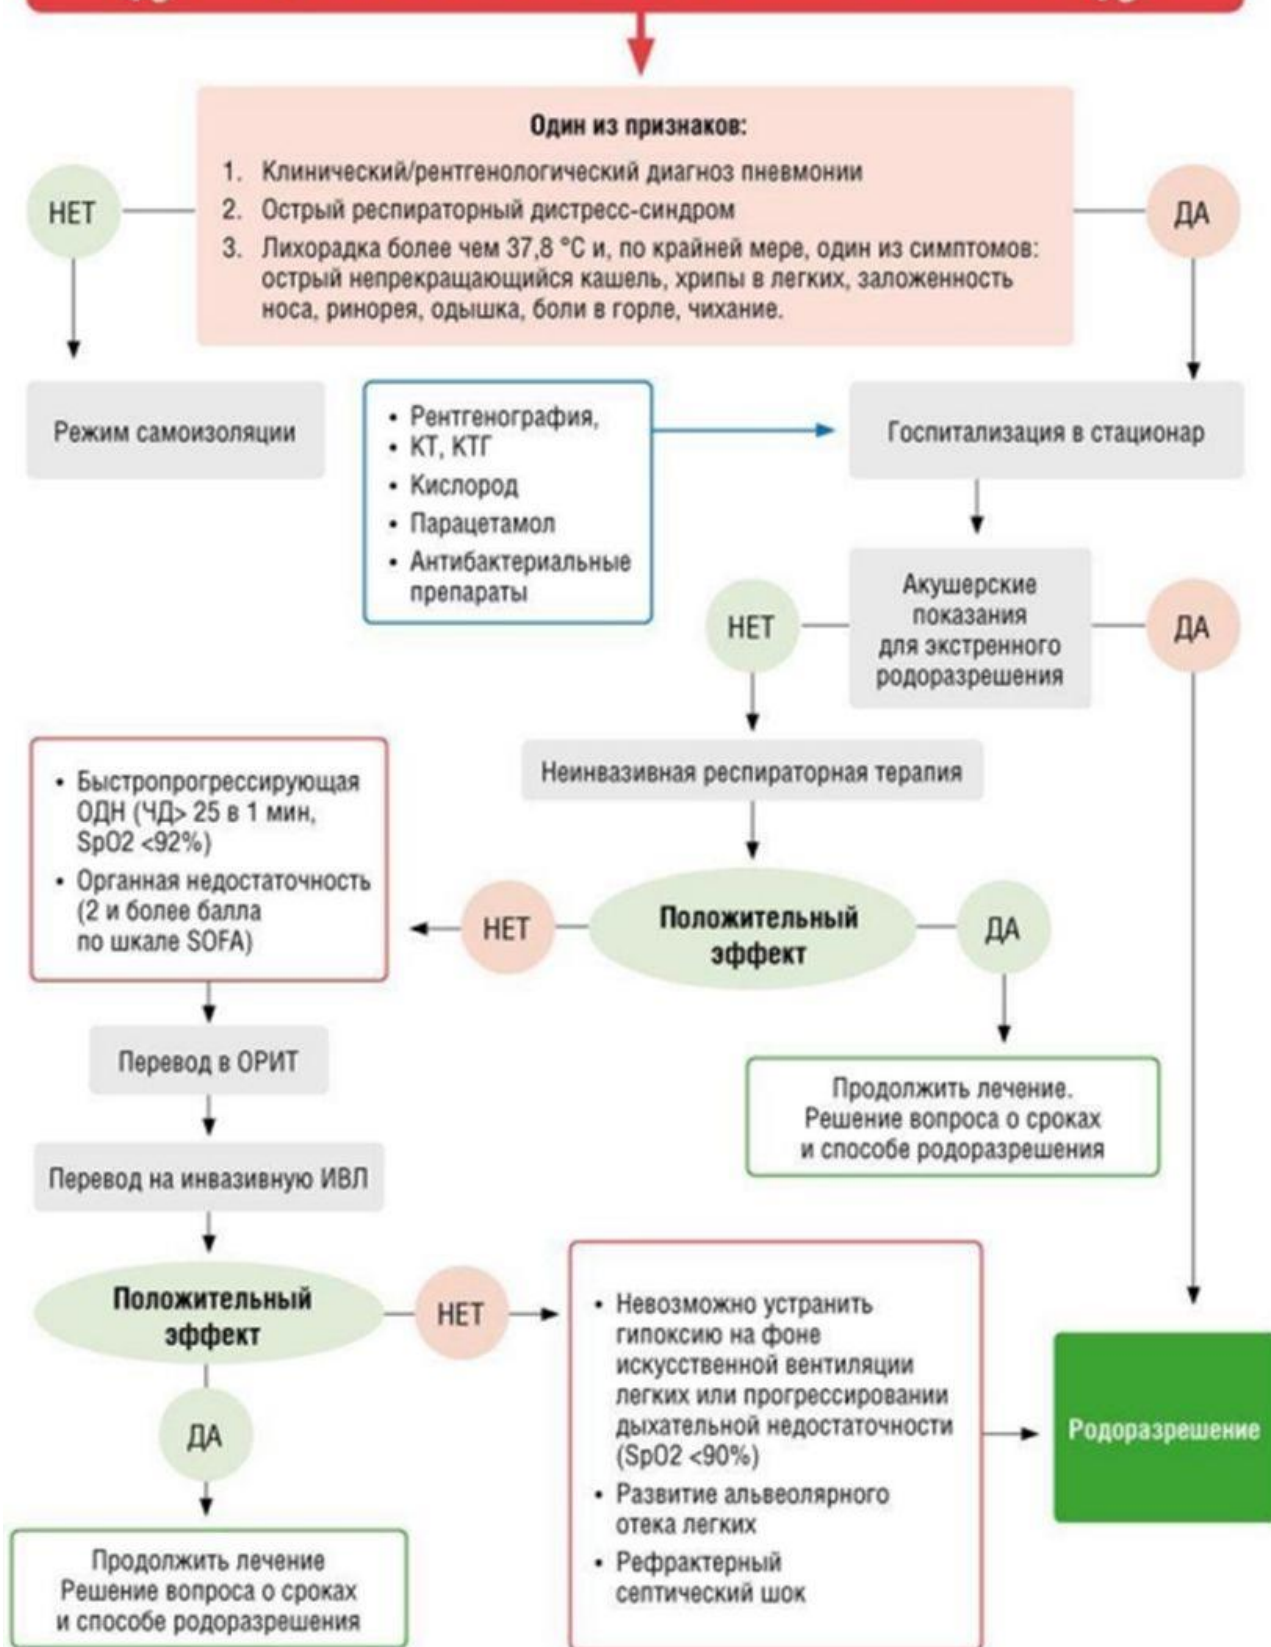 Один из признаков:
1. Клинический/рентгенологический диагноз пневмонии
2. Острый респираторный дистресс-синдром
3. Лихорадка более чем 37,8 °C и, по крайней мере, один из симптомов:
острый непрекращающийся кашель, хрипы в легких, заложенность
носа, ринорея, одышка, боли в горле, чихание.
НЕТ
ДА
Режим самоизоляции
• Рентгенография,
• КТ, КТГ
• Кислород
• Парацетамол
• Антибактериальные
препараты
Госпитализация в стационар
НЕТ
Акушерские
показания
для экстренного
родоразрешения
ДА
Неинвазивная респираторная терапия
• Быстропрогрессирующая
ОДН (ЧД> 25 в 1 мин,
SpO2 <92%)
• Органная недостаточность
(2 и более балла
по шкале SOFA)
НЕТ
Положительный
эффект
ДА
Перевод в ОРИТ
Продолжить лечение.
Решение вопроса о сроках
и способе родоразрешения
Перевод на инвазивную ИВЛ
Положительный
эффект
НЕТ
• Невозможно устранить
гипоксию на фоне
искусственной вентиляции
легких или прогрессировании
дыхательной недостаточности
(SpO2 <90%)
• Развитие альвеолярного
отека легких
• Рефрактерный
септический шок
Родоразрешение
ДА
Продолжить лечение
Решение вопроса о сроках
и способе родоразрешения